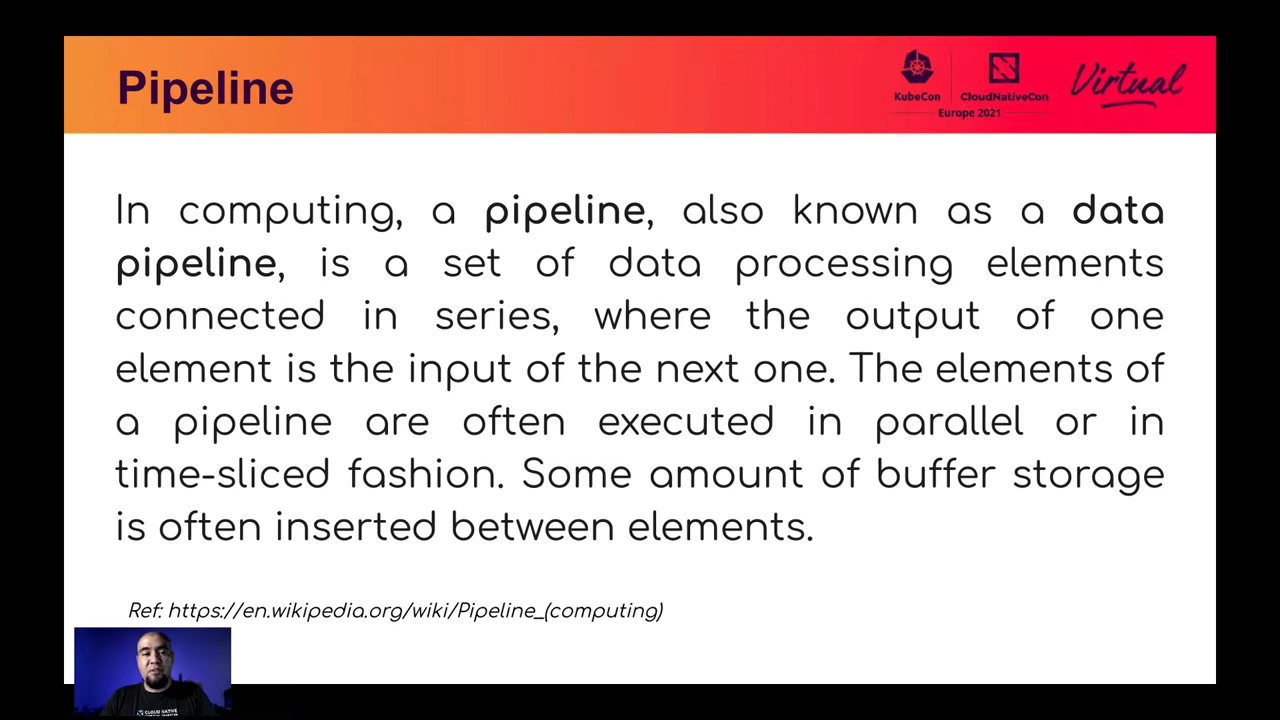 Pipeline
KubeCon
CloudNativeCon
Europe 2021
Virtual
In computing, a pipeline, also known as a data
pipeline, is a set of data processing elements
connected in series, where the output of one
element is the input of the next one. The elements of
a pipeline are often executed in parallel or in
time-sliced fashion. Some amount of buffer storage
is often inserted between elements.
Ref: https://en.wikipedia.org/wiki/Pipeline_(computing)
CLOUD NATIVE